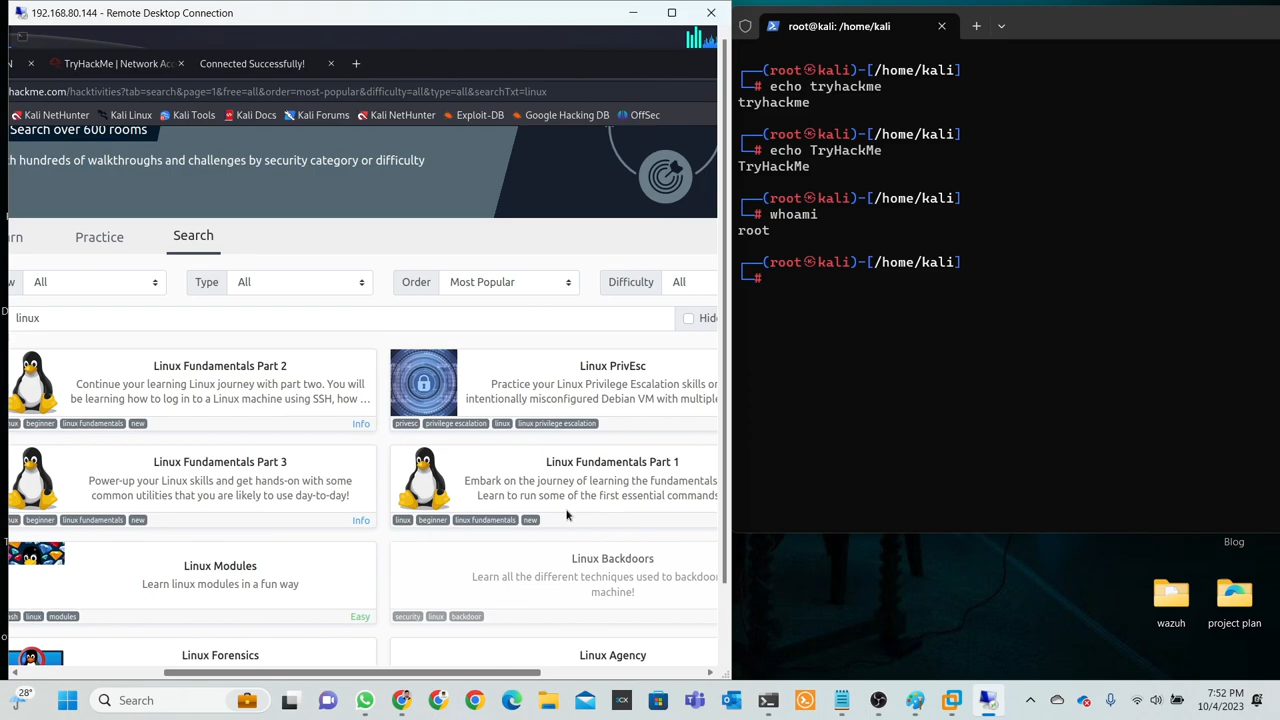 192.168.80.144 - Remote Desktop Connection
N
TryHackMe | Network Acc
Connected Successfully!
hackme.com/hacktivities?tab=search&page=1&free=all&order=most-popular&difficulty=all&type=all&searchTxt=linux
Kali NetHunter
Kali Linux
Kali Tools
Kali Docs
Kali Forums
Kali NetHunter
Exploit-DB
Google Hacking DB
OffSec
Search over 600 rooms
h hundreds of walkthroughs and challenges by security category or difficulty
rn
Practice
Search
w
All
Type
All
Order
Most Popular
Difficulty
All
linux
Hide
Linux Fundamentals Part 2
Continue your learning Linux journey with part two. You will
be learning how to log in to a Linux machine using SSH, how ...
nux
beginner
linux fundamentals
new
Info
Linux PrivEsc
Practice your Linux Privilege Escalation skills on
intentionally misconfigured Debian VM with multiple
privesc
privilege escalation
linux
linux privilege escalation
Linux Fundamentals Part 3
Power-up your Linux skills and get hands-on with some
common utilities that you are likely to use day-to-day!
nux
beginner
linux fundamentals
new
Info
Linux Fundamentals Part 1
Embark on the journey of learning the fundamentals
Learn to run some of the first essential commands
linux
beginner
linux fundamentals
new
Linux Modules
Learn linux modules in a fun way
sh
linux
modules
Easy
Linux Backdoors
Learn all the different techniques used to backdoor
machine!
security
linux
backdoor
Linux Forensics
Linux Agency
root@kali: /home/kali
┌──(root㉿kali)-[/home/kali]
└─# echo tryhackme
tryhackme
┌──(root㉿kali)-[/home/kali]
└─# echo TryHackMe
TryHackMe
┌──(root㉿kali)-[/home/kali]
└─# whoami
root
┌──(root㉿kali)-[/home/kali]
└─#
Blog
wazuh
project plan
28°
Search
7:52 PM
10/4/2023